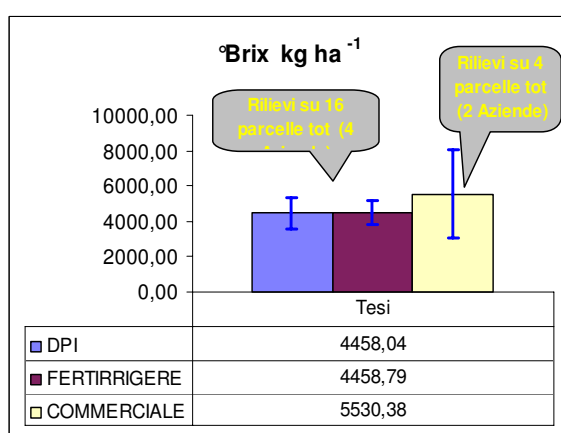 °Brix kg ha -1
Rilievi su 16
parcelle tot (4
Rilievi su 4
parcelle tot
(2 Aziende)
10000,00
8000,00
6000,00
4000,00
2000,00
0,00
Tesi
DPI 4458,04
FERTIRRIGERE 4458,79
COMMERCIALE 5530,38